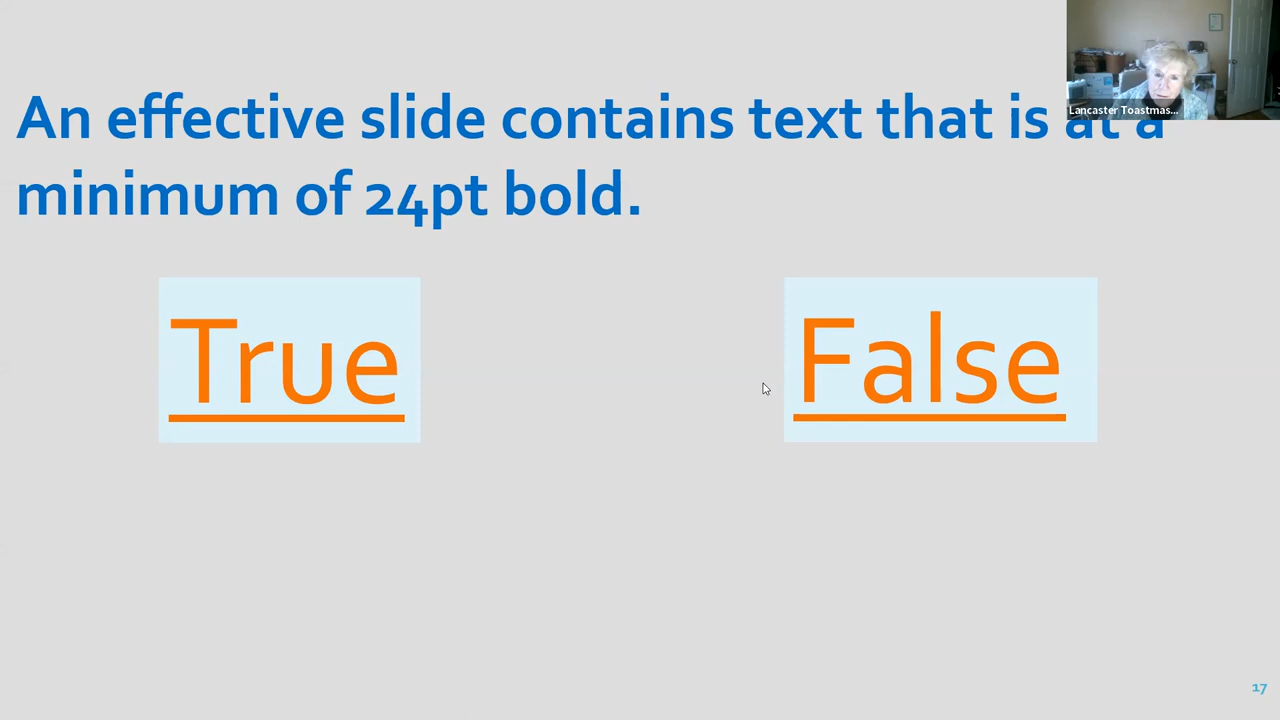 Lancaster Toastmas...
An effective slide contains text that is at a
minimum of 24pt bold.
True
False
17